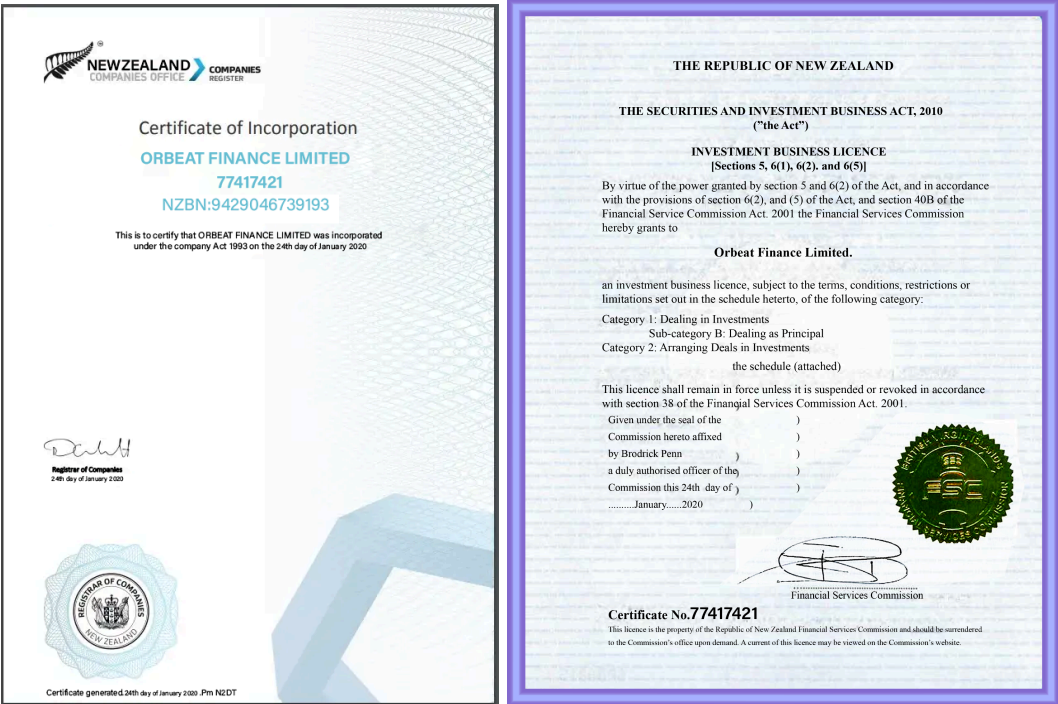 NEWZEALAND
COMPANIES OFFICE
COMPANIES
REGISTER
Certificate of Incorporation
ORBEAT FINANCE LIMITED
77417421
NZBN:9429046739193
This is to certify that ORBEAT FINANCE LIMITED was incorporated
under the company Act 1993 on the 24th day of January 2020
Registrar of Companies
24th day of January 2020
REGISTRAR OF COMPANIES
NEW ZEALAND
Certificate generated.24th day of January 2020 .Pm N2DT
THE REPUBLIC OF NEW ZEALAND
THE SECURITIES AND INVESTMENT BUSINESS ACT, 2010
("the Act")
INVESTMENT BUSINESS LICENCE
[Sections 5, 6(1), 6(2). and 6(5)]
By virtue of the power granted by section 5 and 6(2) of the Act, and in accordance
with the provisions of section 6(2), and (5) of the Act, and section 40B of the
Financial Service Commission Act. 2001 the Financial Services Commission
hereby grants to
Orbeat Finance Limited.
an investment business licence, subject to the terms, conditions, restrictions or
limitations set out in the schedule heterto, of the following category:
Category 1: Dealing in Investments
Sub-category B: Dealing as Principal
Category 2: Arranging Deals in Investments
the schedule (attached)
This licence shall remain in force unless it is suspended or revoked in accordance
with section 38 of the Financial Services Commission Act. 2001.
Given under the seal of the )
Commission hereto affixed )
by Brodrick Penn ) )
a duly authorised officer of the) )
Commission this 24th day of ) )
..........January......2020 )
BRITISH VIRGIN ISLANDS
FSC
FINANCIAL SERVICES COMMISSION
Financial Services Commission
Certificate No.77417421
This licence is the property of the Republic of New Zealand Financial Services Commission and should be surrendered
to the Commission's office upon demand. A current of this licence may be viewed on the Commission's website.